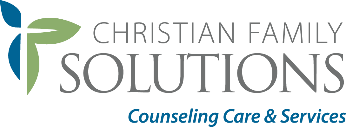 CHRISTIAN FAMILY
SOLUTIONS
Counseling Care & Services